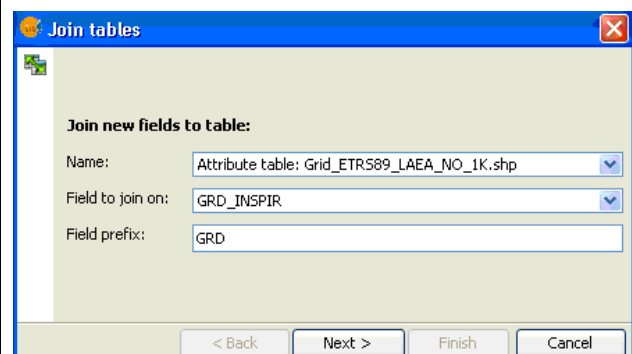 Join tables
Join new fields to table:
Name: Attribute table: Grid_ETRS89_LAEA_NO_1K.shp
Field to join on: GRD_INSPIR
Field prefix: GRD
< Back Next > Finish Cancel